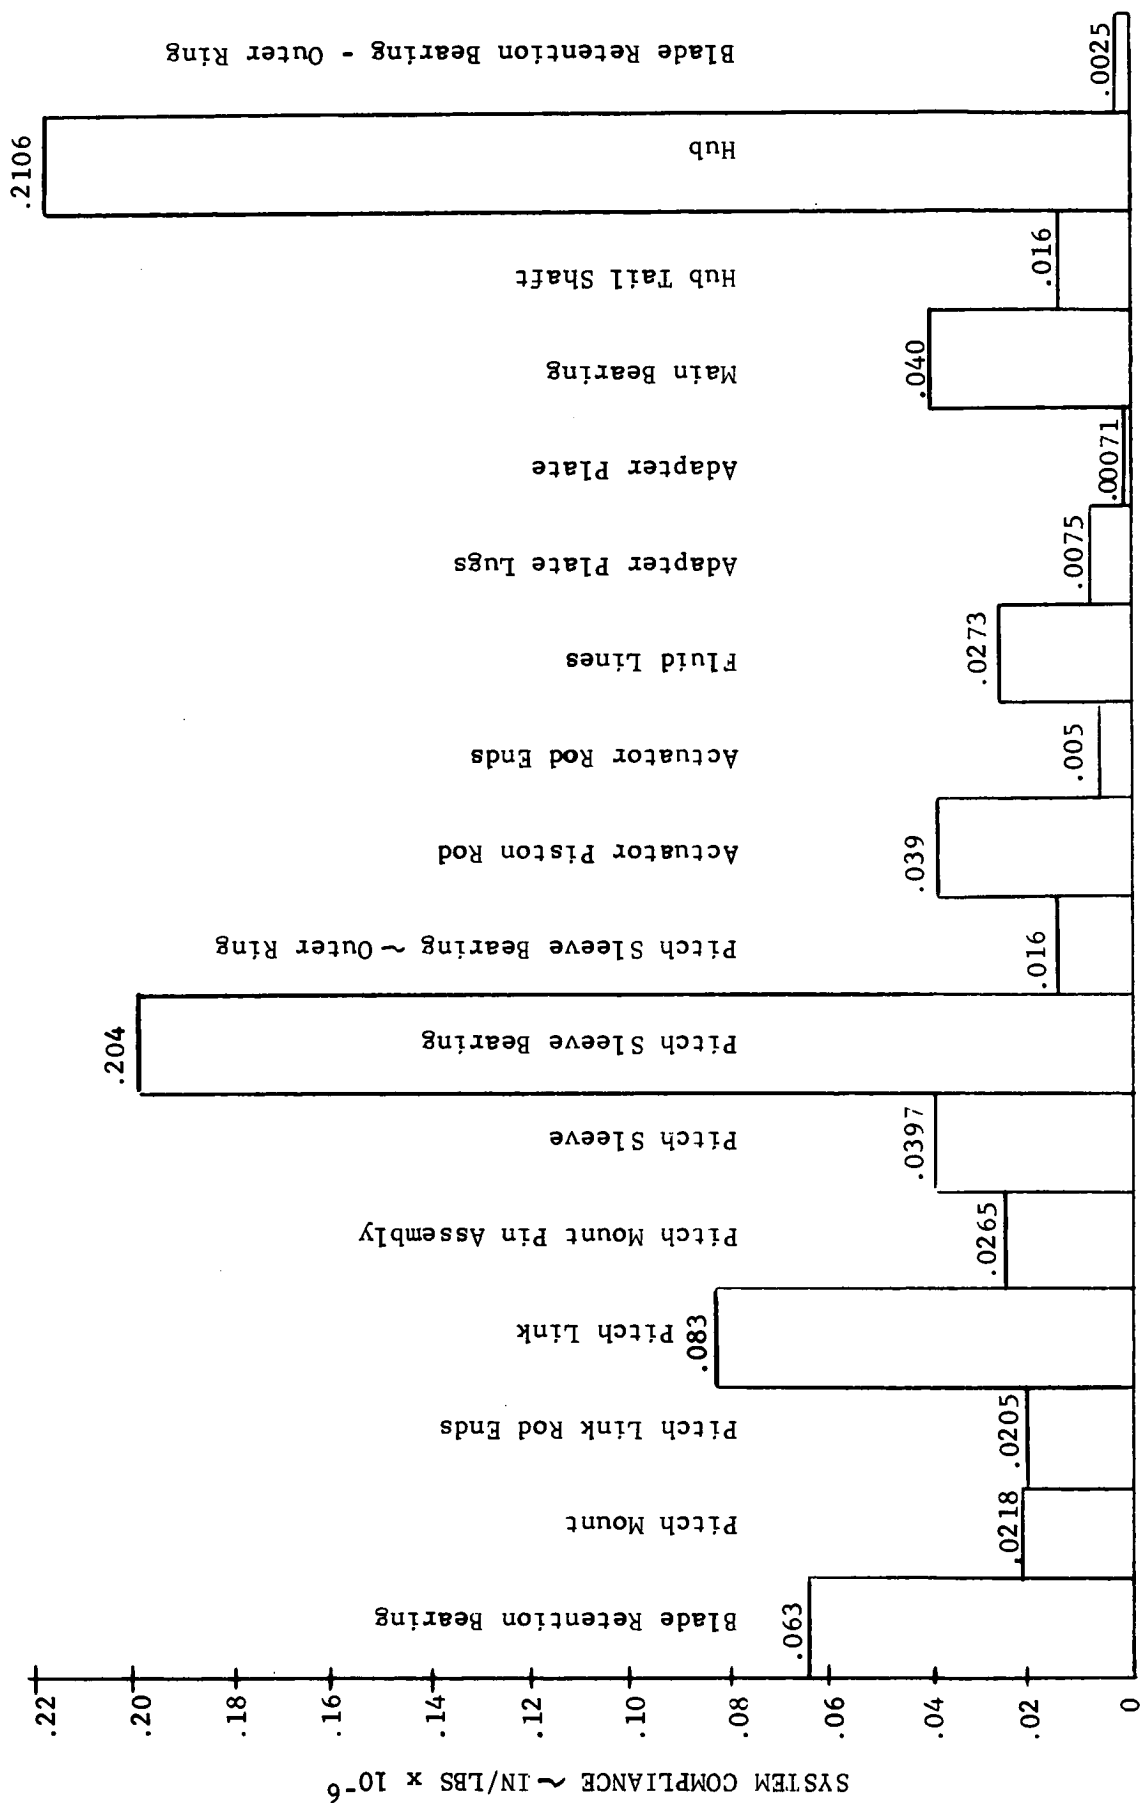 .22
.20
.18
.16
.14
.12
.10
.08
.06
.04
.02
0
SYSTEM COMPLIANCE ~ IN/LBS x 10-6
.063
Blade Retention Bearing
.0218
Pitch Mount
.0205
Pitch Link Rod Ends
.083
Pitch Link
.0265
Pitch Mount Pin Assembly
.0397
Pitch Sleeve
.204
Pitch Sleeve Bearing
.016
Pitch Sleeve Bearing ~ Outer Ring
.039
Actuator Piston Rod
.005
Actuator Rod Ends
.0273
Fluid Lines
.0075
Adapter Plate Lugs
.00071
Adapter Plate
.040
Main Bearing
.016
Hub Tail Shaft
.2106
Hub
.0025
Blade Retention Bearing - Outer Ring